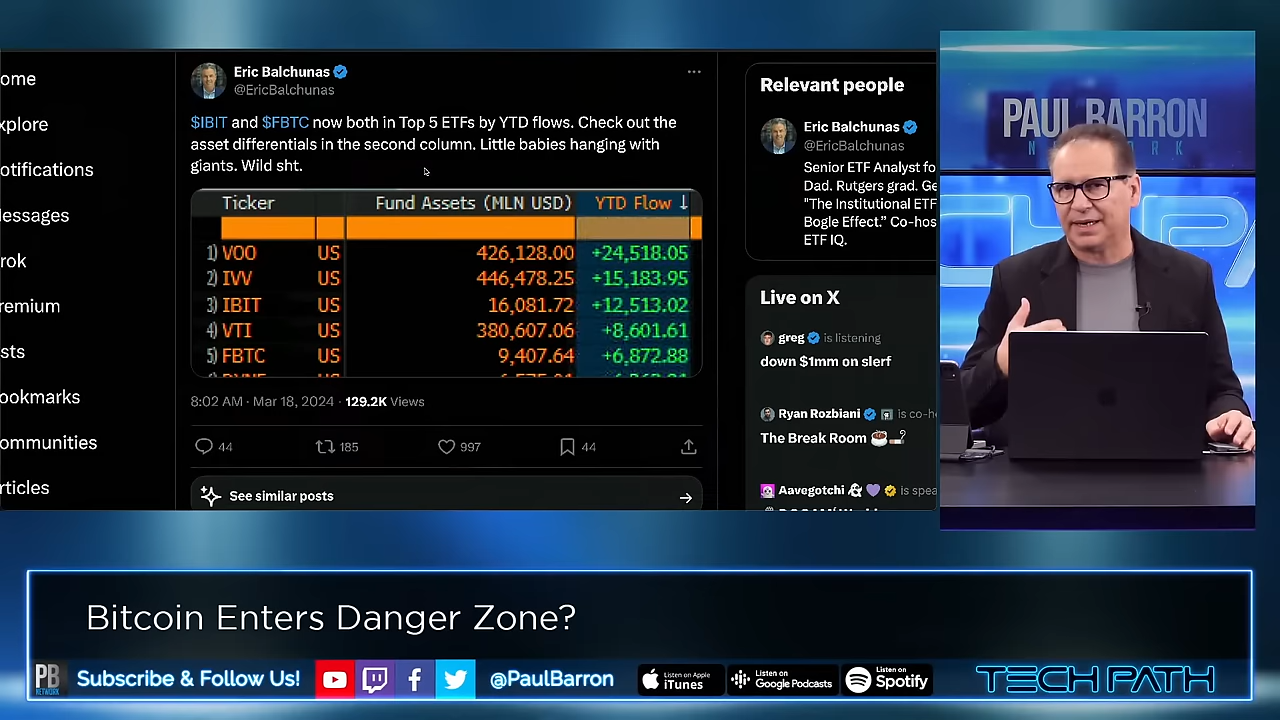 ome
xplore
otifications
essages
rok
remium
sts
ookmarks
ommunities
rticles
Eric Balchunas
@EricBalchunas
$IBIT and $FBTC now both in Top 5 ETFs by YTD flows. Check out the
asset differentials in the second column. Little babies hanging with
giants. Wild sht.
Ticker Fund Assets (MLN USD) YTD Flow ↓
1) VOO US 426,128.00 +24,518.05
2) IVV US 446,478.25 +15,183.95
3) IBIT US 16,081.72 +12,513.02
4) VTI US 380,607.06 +8,601.61
5) FBTC US 9,407.64 +6,872.88
8:02 AM · Mar 18, 2024 · 129.2K Views
44 185 997 44
See similar posts
Relevant people
Eric Balchunas
@EricBalchunas
Senior ETF Analyst fo
Dad. Rutgers grad. Ge
"The Institutional ETF
Bogle Effect." Co-hos
ETF IQ.
Live on X
greg is listening
down $1mm on slerf
Ryan Rozbiani is co-h
The Break Room
Aavegotchi is spea
PAUL BARRON
N W O R K
Bitcoin Enters Danger Zone?
PB
NETWORK
Subscribe & Follow Us!
@PaulBarron
Listen on Apple
iTunes
Listen on
Google Podcasts
Listen on
Spotify
TECH PATH